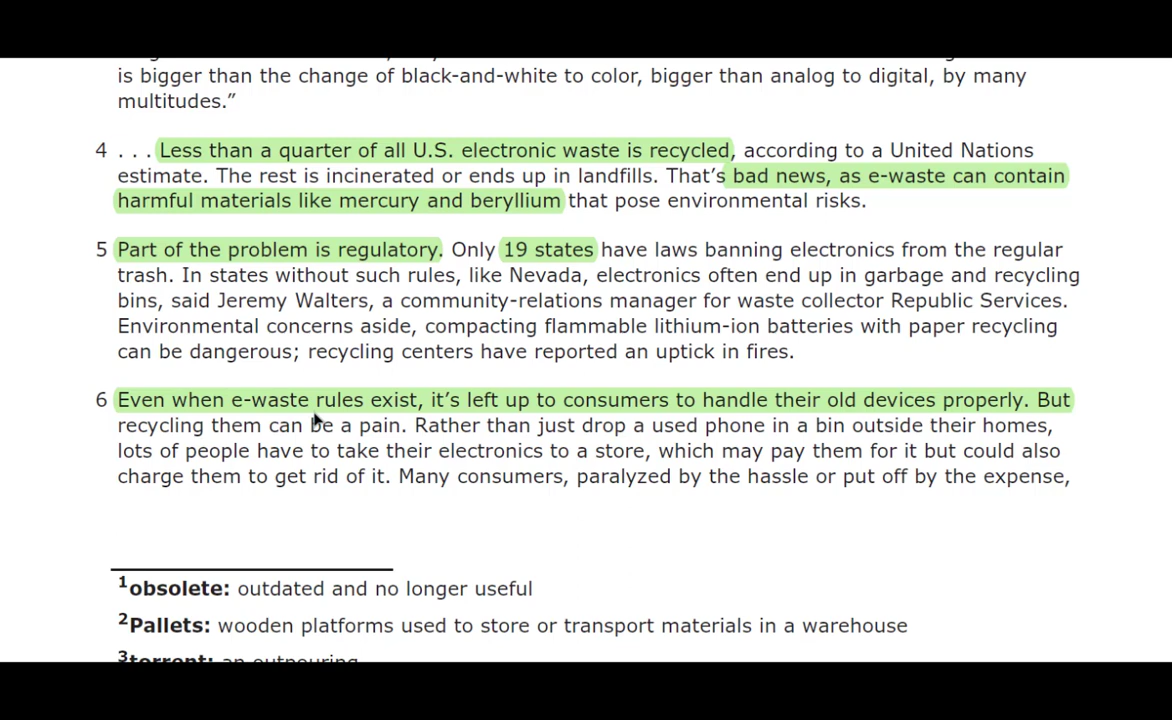 is bigger than the change of black-and-white to color, bigger than analog to digital, by many
multitudes.”
4 . . . Less than a quarter of all U.S. electronic waste is recycled, according to a United Nations
estimate. The rest is incinerated or ends up in landfills. That’s bad news, as e-waste can contain
harmful materials like mercury and beryllium that pose environmental risks.
5 Part of the problem is regulatory. Only 19 states have laws banning electronics from the regular
trash. In states without such rules, like Nevada, electronics often end up in garbage and recycling
bins, said Jeremy Walters, a community-relations manager for waste collector Republic Services.
Environmental concerns aside, compacting flammable lithium-ion batteries with paper recycling
can be dangerous; recycling centers have reported an uptick in fires.
6 Even when e-waste rules exist, it’s left up to consumers to handle their old devices properly. But
recycling them can be a pain. Rather than just drop a used phone in a bin outside their homes,
lots of people have to take their electronics to a store, which may pay them for it but could also
charge them to get rid of it. Many consumers, paralyzed by the hassle or put off by the expense,
1obsolete: outdated and no longer useful
2Pallets: wooden platforms used to store or transport materials in a warehouse
3torrent: an outpouring